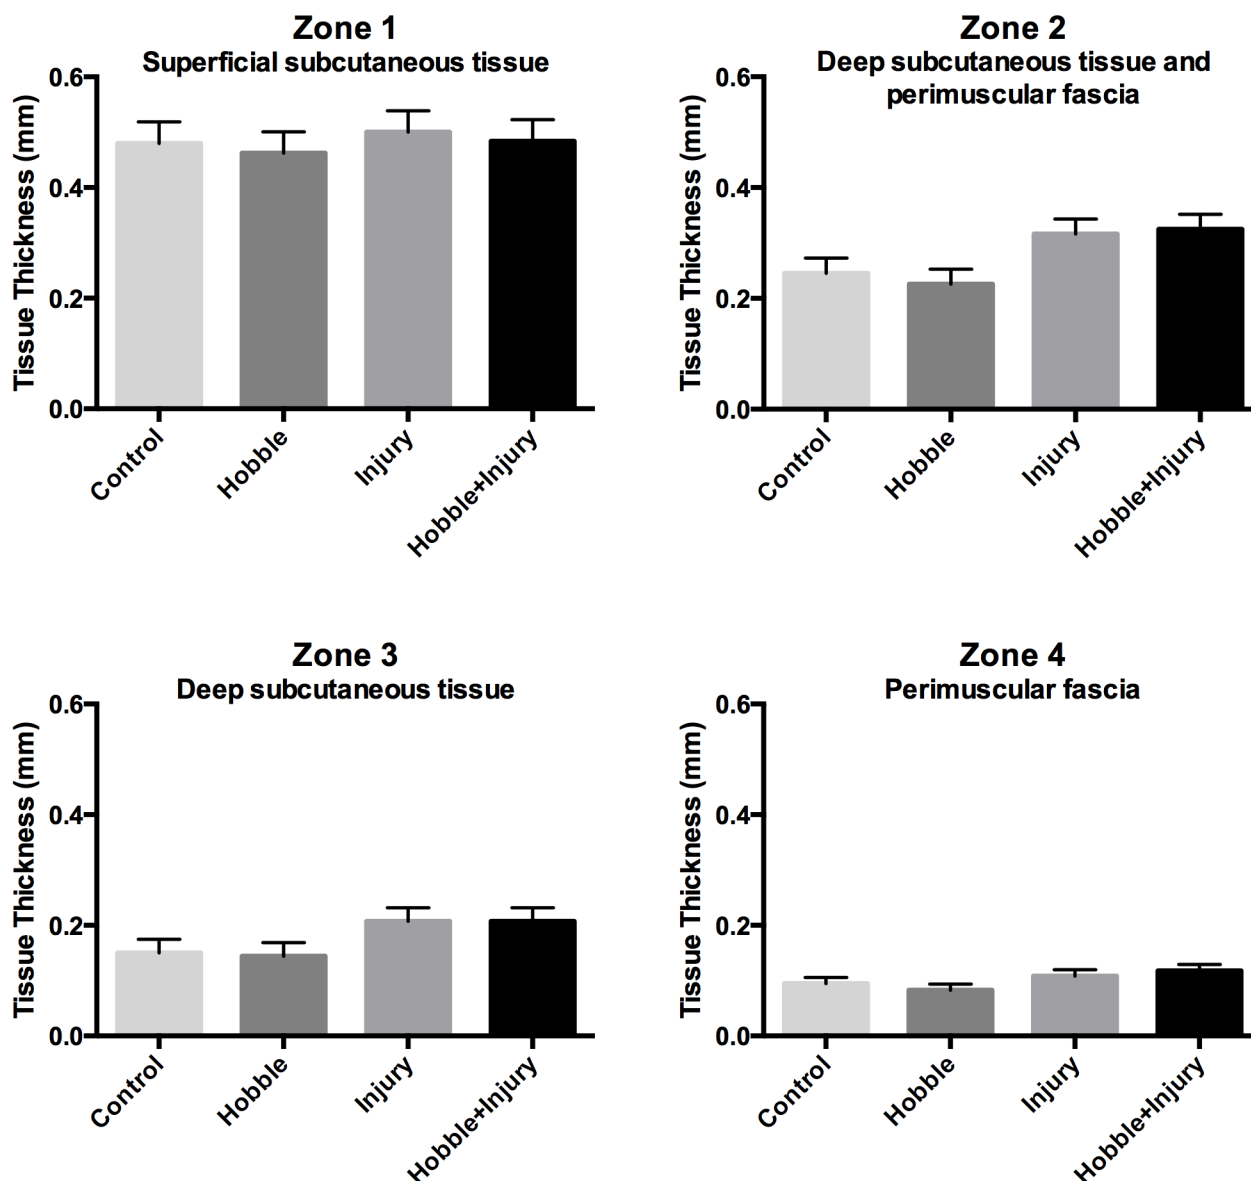 Zone 1
Superficial subcutaneous tissue
Tissue Thickness (mm)
0.6
0.4
0.2
0.0
Control
Hobble
Injury
Hobble+Injury
Zone 2
Deep subcutaneous tissue and
perimuscular fascia
Tissue Thickness (mm)
0.6
0.4
0.2
0.0
Control
Hobble
Injury
Hobble+Injury
Zone 3
Deep subcutaneous tissue
Tissue Thickness (mm)
0.6
0.4
0.2
0.0
Control
Hobble
Injury
Hobble+Injury
Zone 4
Perimuscular fascia
Tissue Thickness (mm)
0.6
0.4
0.2
0.0
Control
Hobble
Injury
Hobble+Injury